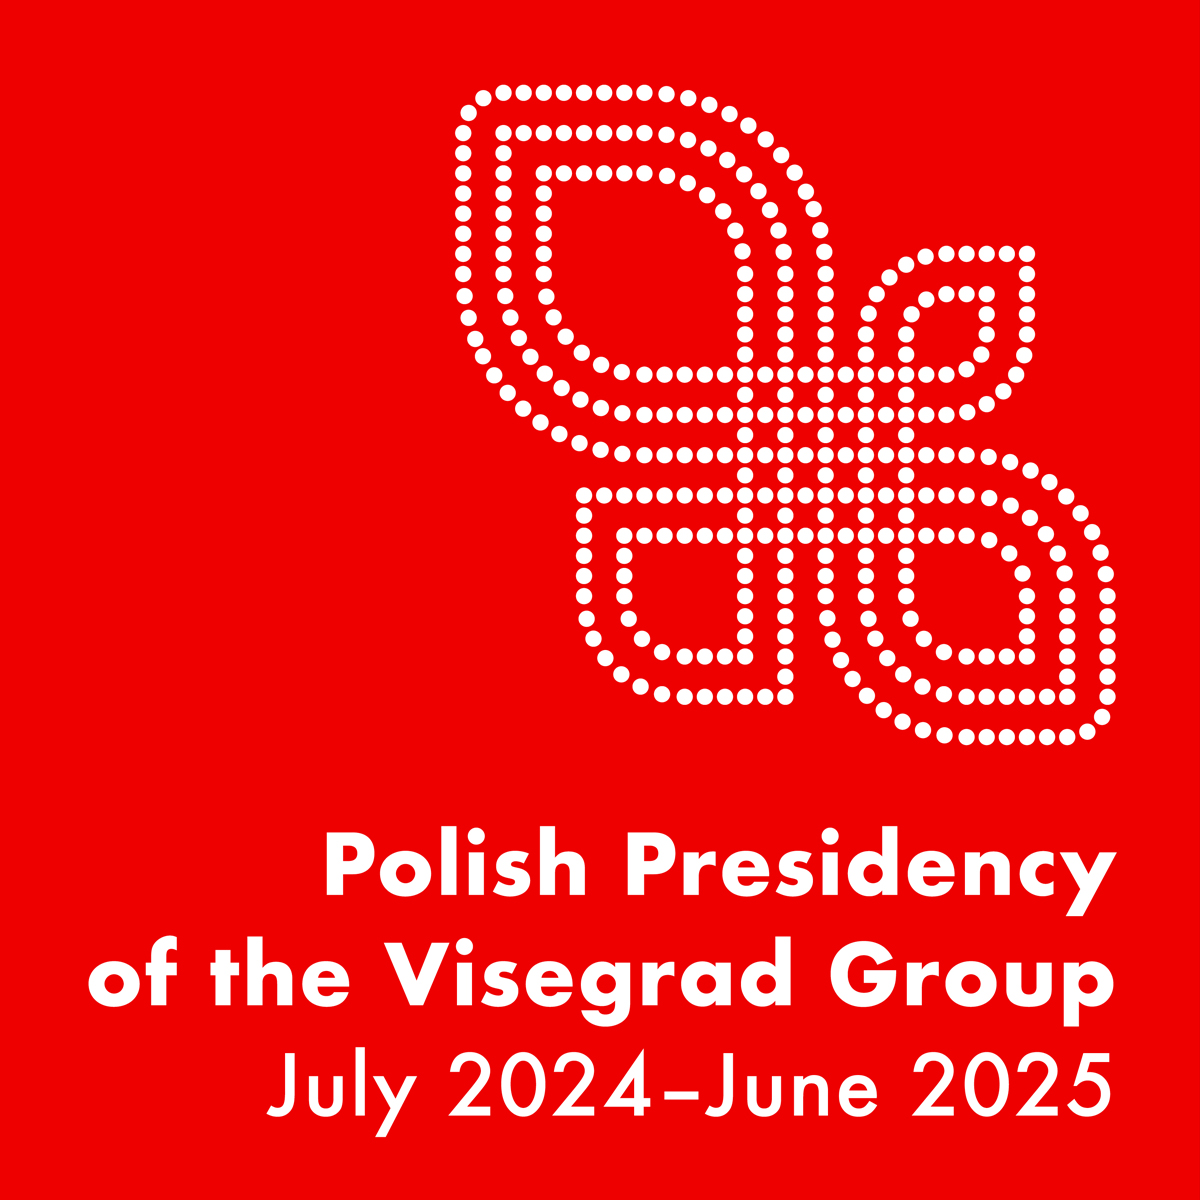 Polish Presidency
of the Visegrad Group
July 2024–June 2025